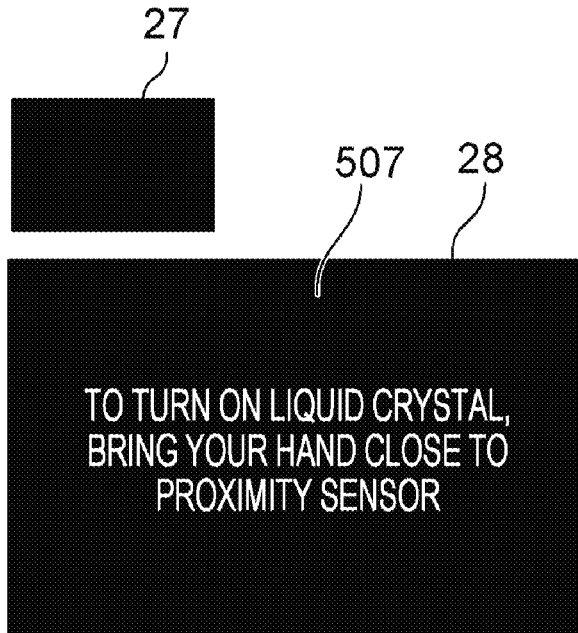 27
507
28
TO TURN ON LIQUID CRYSTAL,
BRING YOUR HAND CLOSE TO
PROXIMITY SENSOR